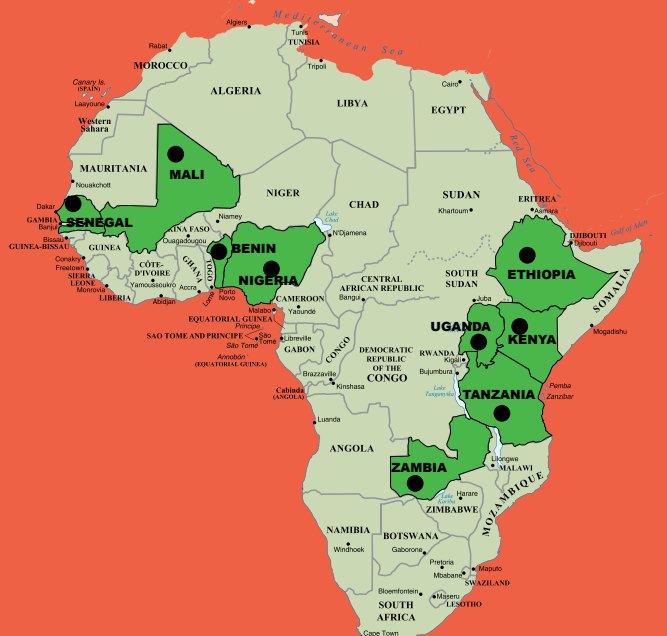 Mediterranean Sea
Algiers
Tunis
TUNISIA
Rabat
MOROCCO
Tripoli
Canary Is.
(SPAIN)
ALGERIA
Cairo
Laayoune
LIBYA
EGYPT
Western
Sahara
Red Sea
MAURITANIA
MALI
Nouakchott
NIGER
CHAD
SUDAN
ERITREA
Dakar
Khartoum
Asmara
Lake
Chad
GAMBIA
SENEGAL
Niamey
Banjul
INA FASO
N'Djamena
Gulf of Aden
DJIBOUTI
Djibouti
Bissau
Ouagadougou
GUINEA-BISSAU
GUINEA
BENIN
Conakry
CÔTE-
D'IVOIRE
GHANA
TOGO
NIGERIA
CENTRAL
AFRICAN REPUBLIC
SOUTH
SUDAN
ETHIOPIA
SOMALIA
Freetown
SIERRA
LEONE
Yamoussoukro
Accra
Lomé
Porto
Novo
Monrovia
LIBERIA
Abidjan
CAMEROON
Bangui
Juba
Malabo
Yaoundé
EQUATORIAL GUINEA
Príncipe
UGANDA
KENYA
Mogadishu
SAO TOME AND PRINCIPE
São
Tomé
São Tomé
Libreville
GABON
CONGO
DEMOCRATIC
REPUBLIC
OF THE
CONGO
RWANDA
Kigali
Annobón
(EQUATORIAL GUINEA)
Bujumbura
Brazzaville
Kinshasa
Cabinda
(ANGOLA)
Lake
Tanganyika
TANZANIA
Pemba
Zanzibar
Luanda
ANGOLA
ZAMBIA
Lilongwe
MALAWI
Lake
Kariba
Harare
ZIMBABWE
MOZAMBIQUE
NAMIBIA
Windhoek
BOTSWANA
Gaborone
Pretoria
Mbabane
Maputo
SWAZILAND
Bloemfontein
Maseru
LESOTHO
SOUTH
AFRICA
Cape Town